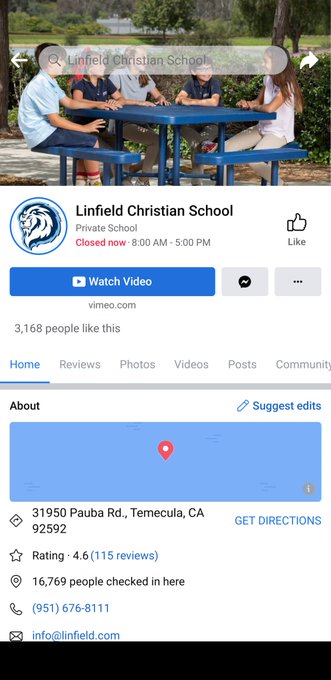 Linfield Christian School
Linfield Christian School
Private School
Closed now · 8:00 AM - 5:00 PM
Like
Watch Video
vimeo.com
3,168 people like this
Home Reviews Photos Videos Posts Community
About
Suggest edits
31950 Pauba Rd., Temecula, CA
92592
GET DIRECTIONS
Rating · 4.6 (115 reviews)
16,769 people checked in here
(951) 676-8111
info@linfield.com